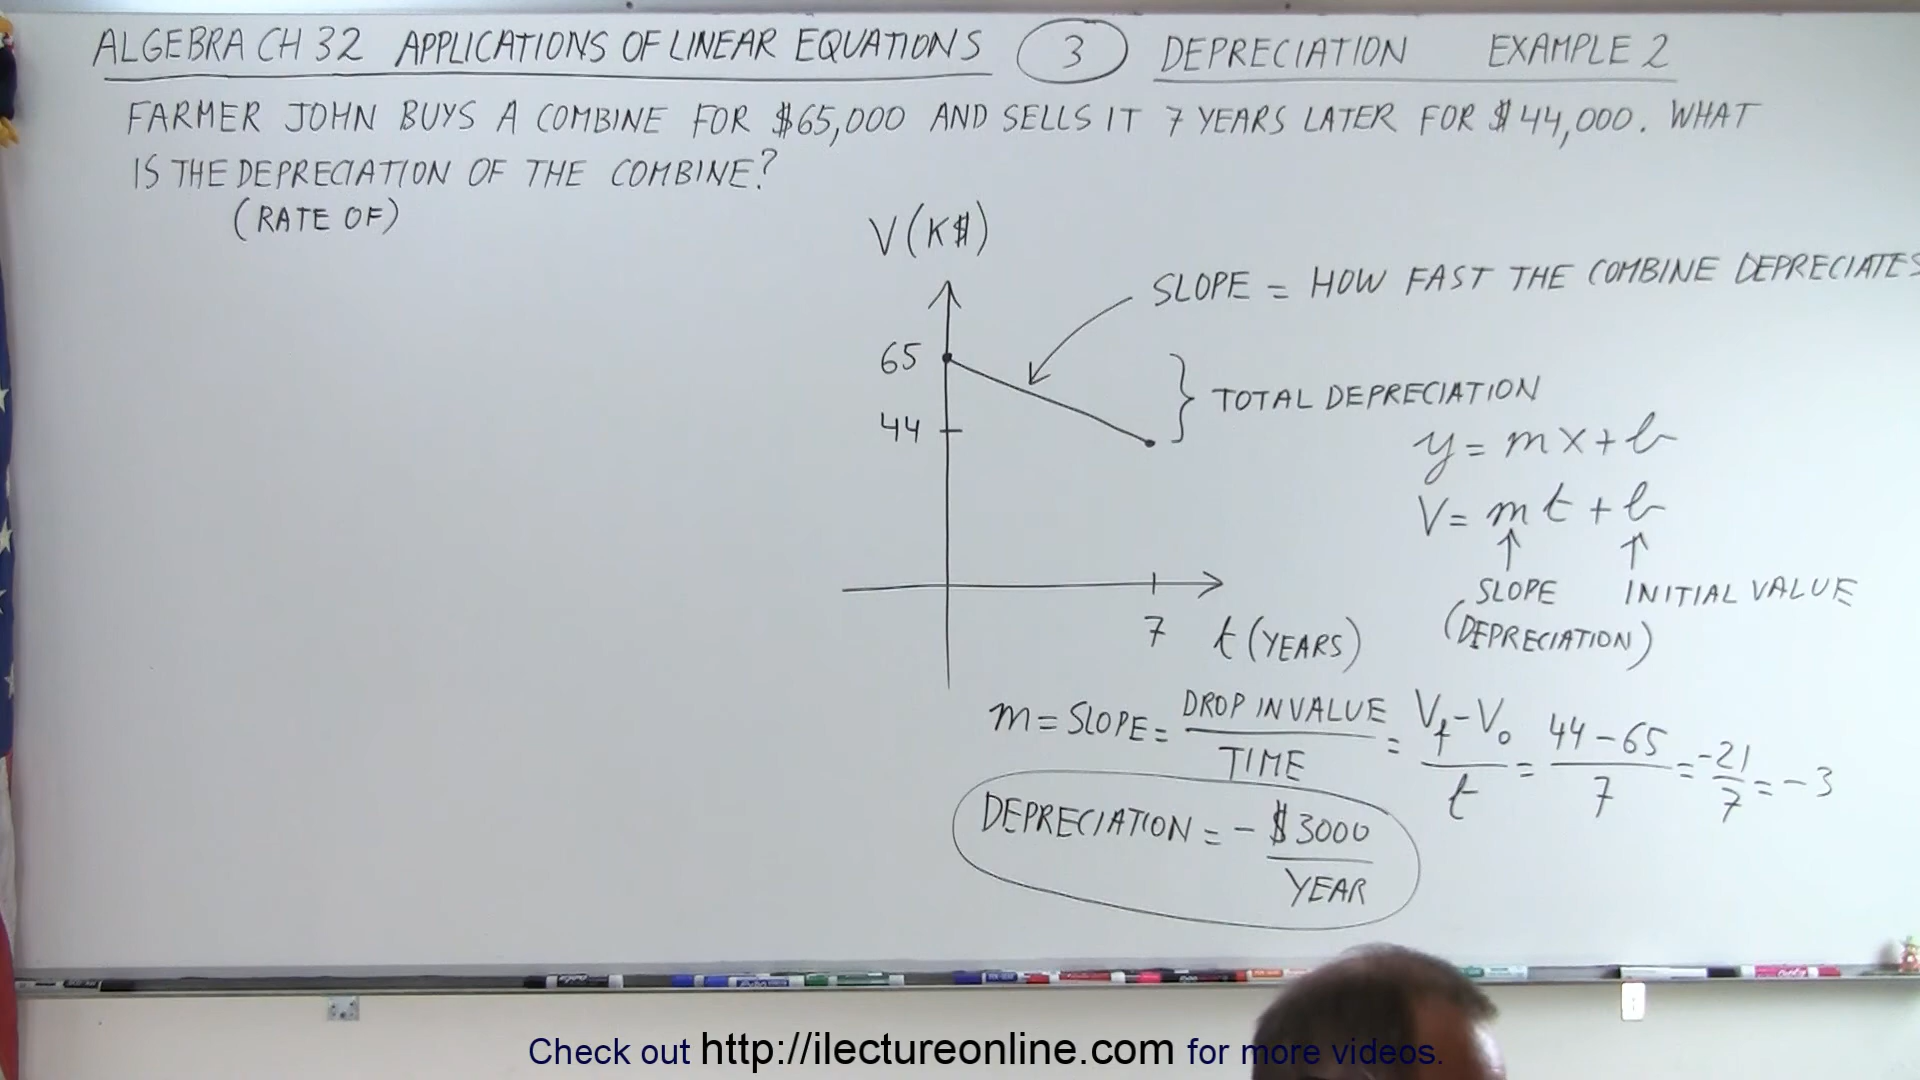 ALGEBRA CH 32 APPLICATIONS OF LINEAR EQUATIONS 3 DEPRECIATION EXAMPLE 2
FARMER JOHN BUYS A COMBINE FOR $65,000 AND SELLS IT 7 YEARS LATER FOR $44,000. WHAT
IS THE DEPRECIATION OF THE COMBINE?
(RATE OF)
V(K$)
SLOPE = HOW FAST THE COMBINE DEPRECIATES
65
44
} TOTAL DEPRECIATION
y = mx + b
V = mt + b
↑ ↑
SLOPE INITIAL VALUE
(DEPRECIATION)
7 t (YEARS)
m = SLOPE = DROP IN VALUE / TIME = Vf - V0 / t = 44 - 65 / 7 = -21 / 7 = -3
DEPRECIATION = - $3000 / YEAR
Check out http://ilectureonline.com for more videos.